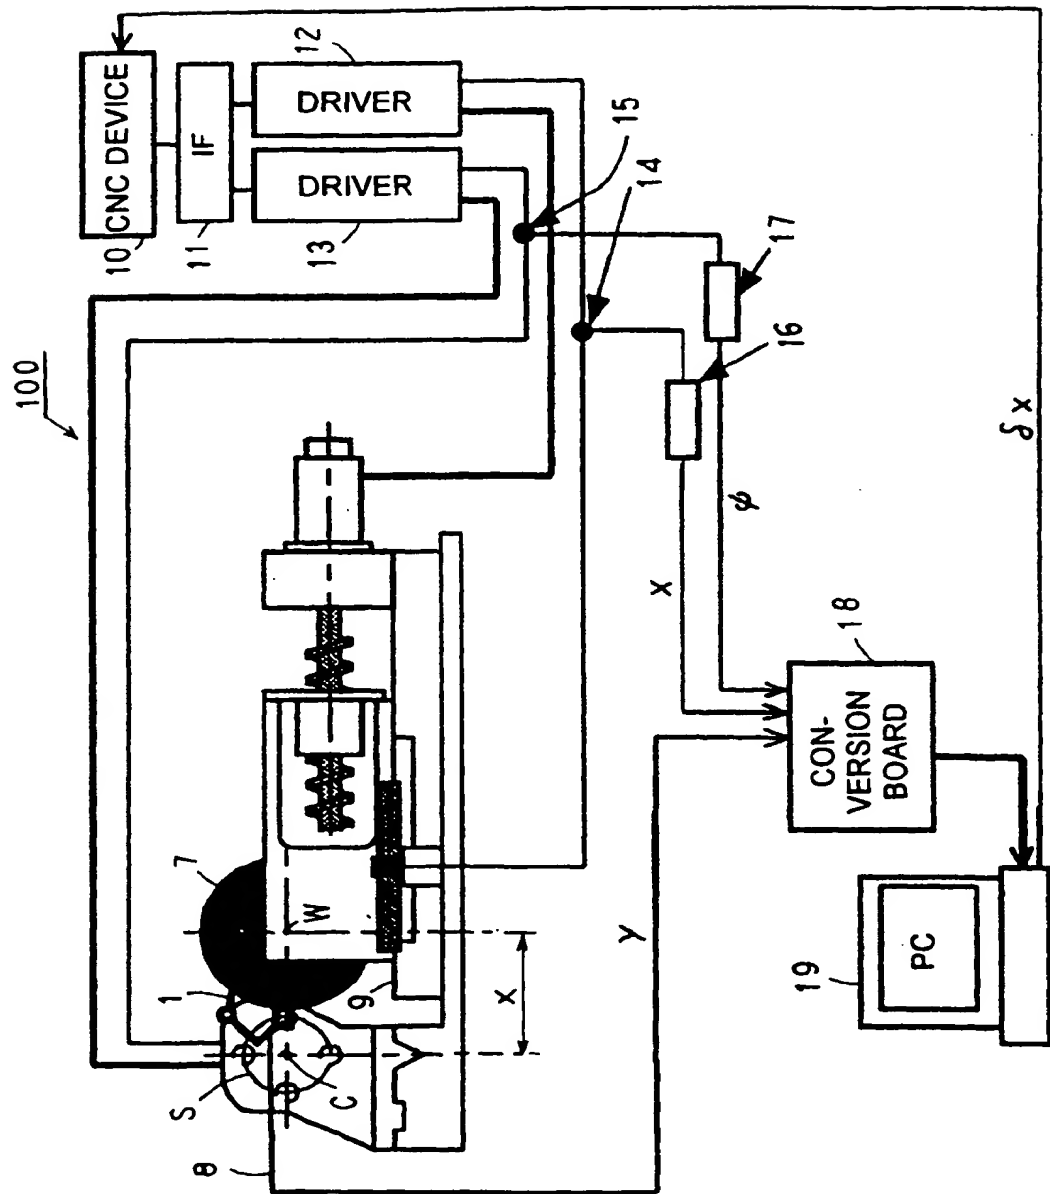 100
10
CNC DEVICE
11
IF
12
DRIVER
13
DRIVER
15
14
17
16
7
W
1
9
x
S
C
8
y
x
φ
δx
18
CON-
VERSION
BOARD
19
PC